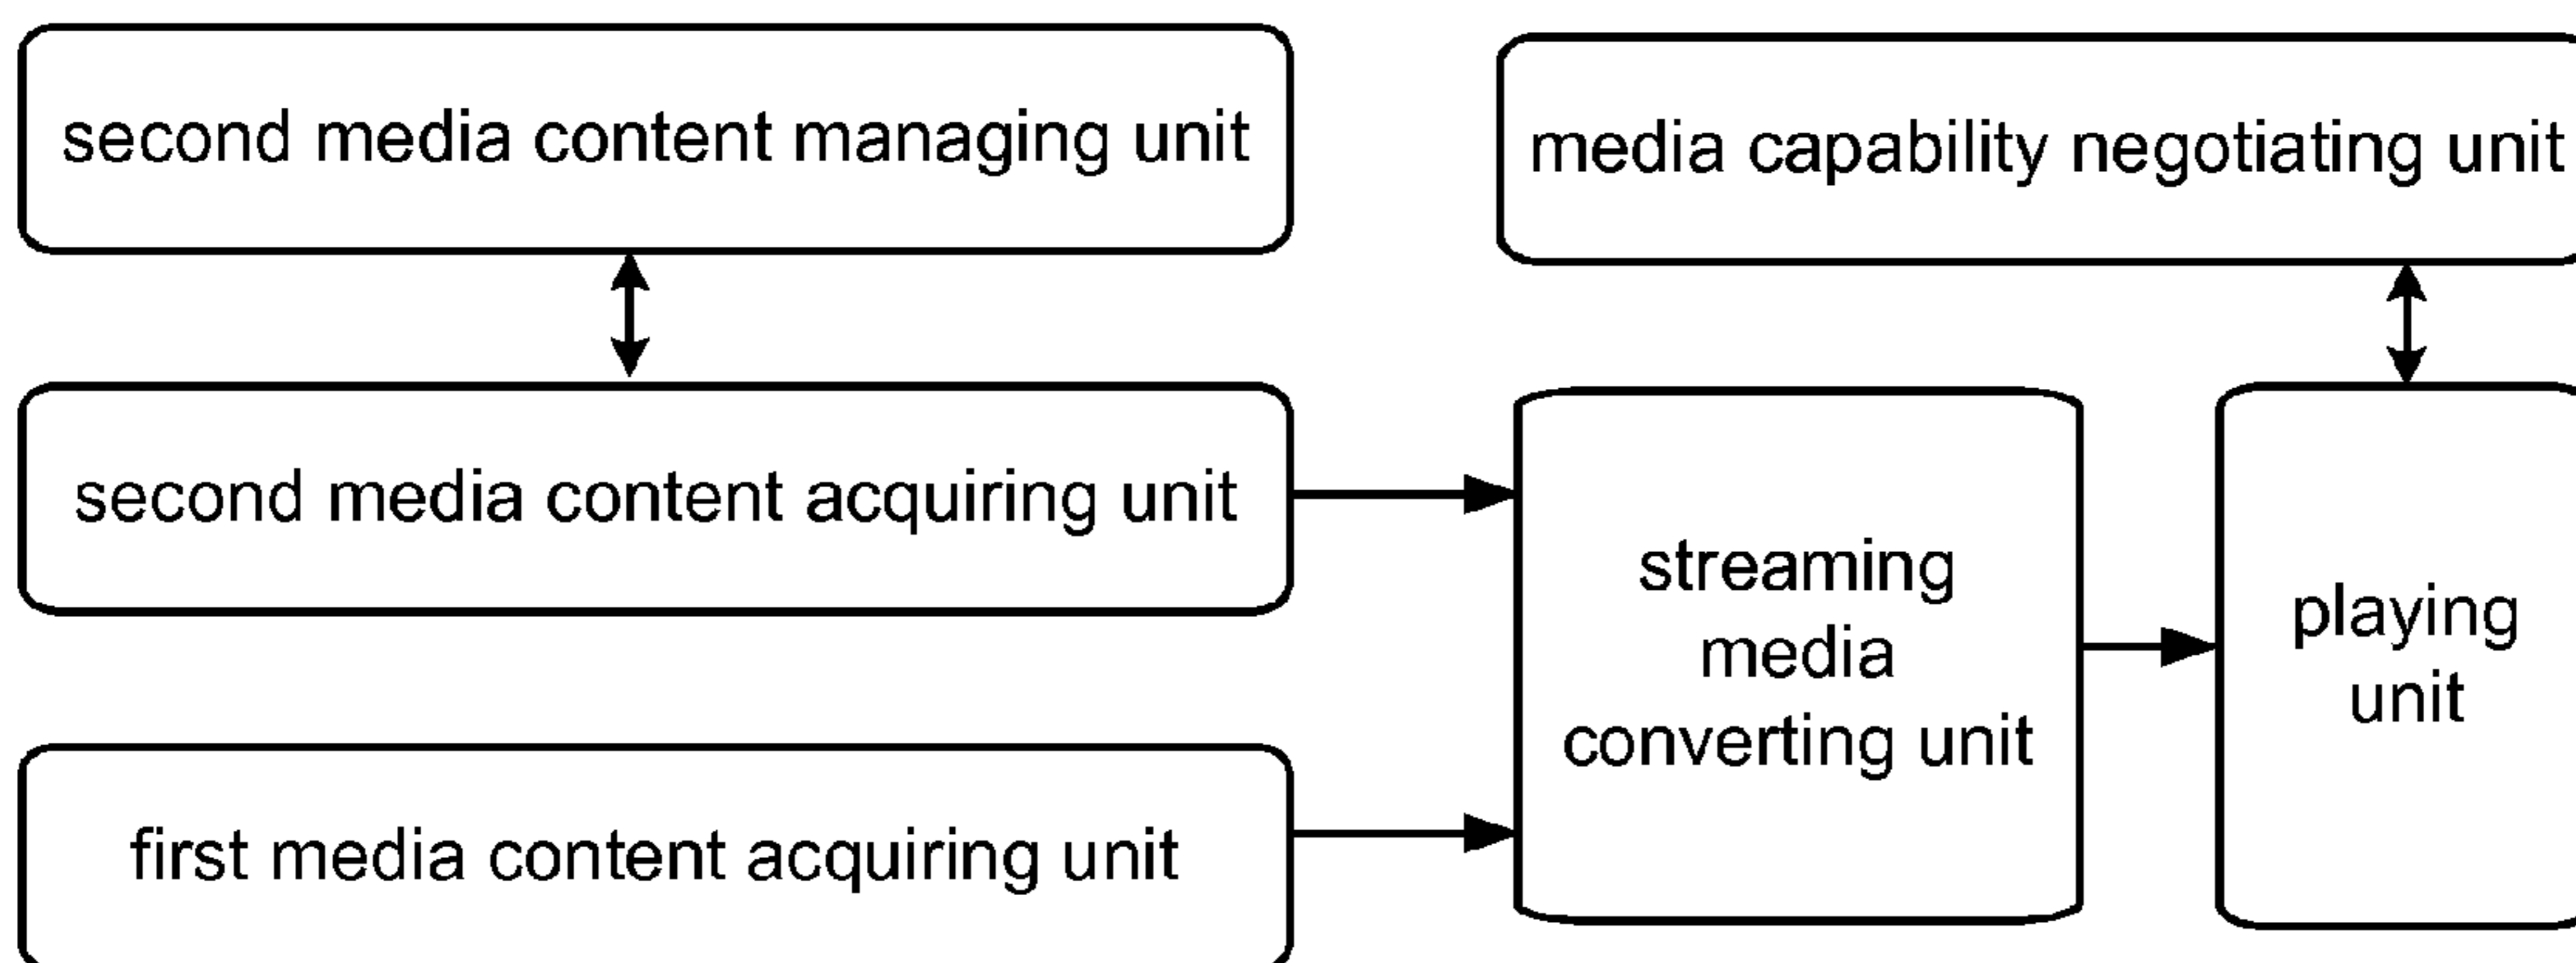 second media content managing unit
media capability negotiating unit
second media content acquiring unit
streaming
media
converting unit
playing
unit
first media content acquiring unit